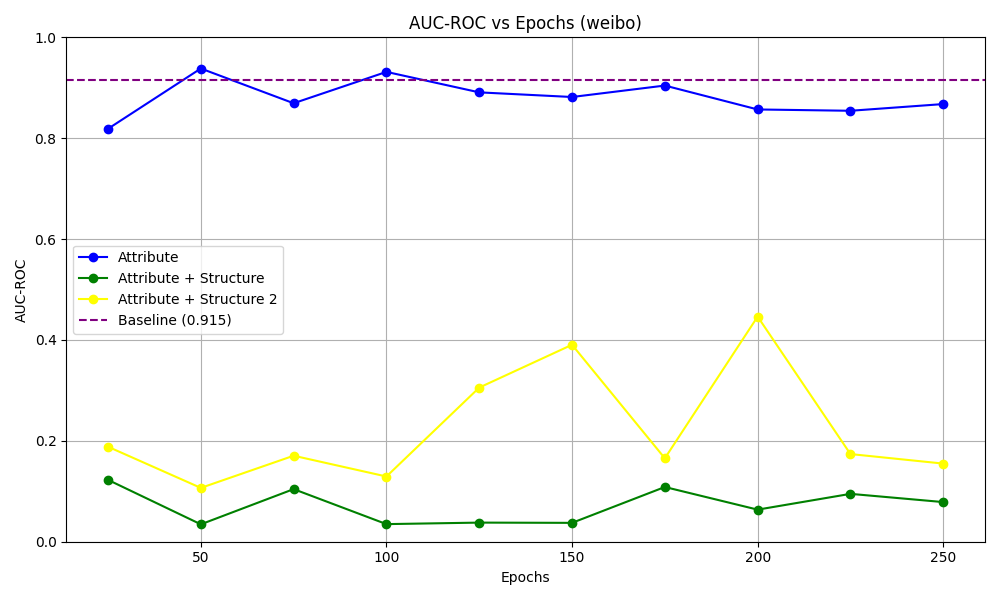 AUC-ROC vs Epochs (weibo)
1.0
0.8
0.6
0.4
0.2
0.0
AUC-ROC
Attribute
Attribute + Structure
Attribute + Structure 2
Baseline (0.915)
50
100
150
200
250
Epochs